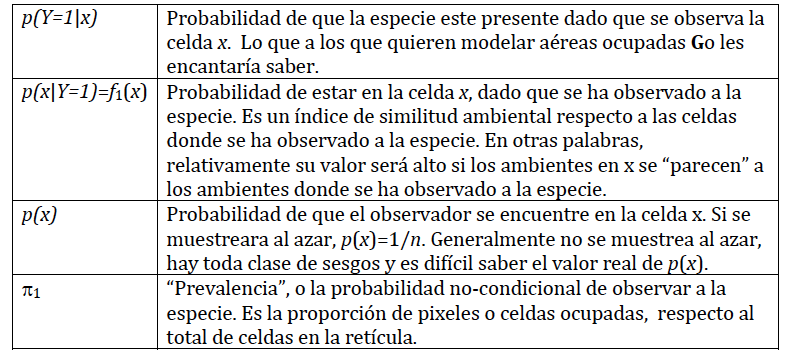 p(Y=1|x)
Probabilidad de que la especie este presente dado que se observa la
celda x.  Lo que a los que quieren modelar aéreas ocupadas Go les
encantaría saber.
p(x|Y=1)=f₁(x)
Probabilidad de estar en la celda x, dado que se ha observado a la
especie. Es un índice de similitud ambiental respecto a las celdas
donde se ha observado a la especie. En otras palabras,
relativamente su valor será alto si los ambientes en x se “parecen” a
los ambientes donde se ha observado a la especie.
p(x)
Probabilidad de que el observador se encuentre en la celda x. Si se
muestreara al azar, p(x)=1/n. Generalmente no se muestrea al azar,
hay toda clase de sesgos y es difícil saber el valor real de p(x).
π₁
“Prevalencia”, o la probabilidad no-condicional de observar a la
especie. Es la proporción de pixeles o celdas ocupadas,  respecto al
total de celdas en la retícula.